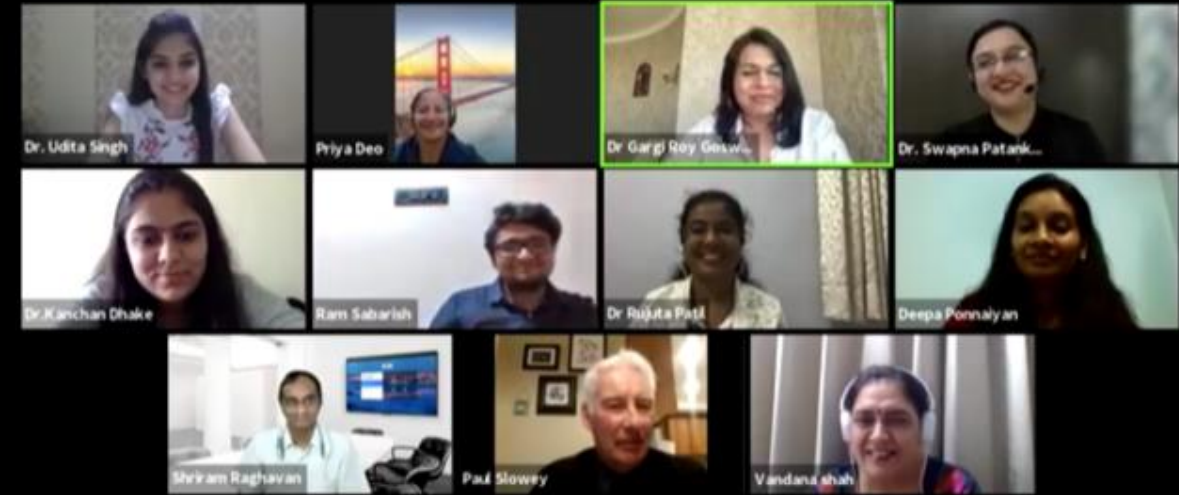 Dr. Udita Singh
Priya Deo
Dr Gargi Roy Gosw...
Dr. Swapna Patank...
Dr.Kanchan Dhake
Ram Sabarish
Dr Rujuta Patil
Deepa Ponnaiyan
Shriram Raghavan
Paul Slowey
Vandana shah